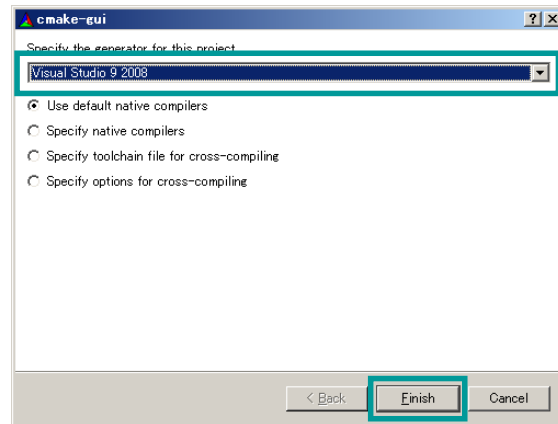 cmake-gui
Specify the generator for this project
Visual Studio 9 2008
Use default native compilers
Specify native compilers
Specify toolchain file for cross-compiling
Specify options for cross-compiling
< Back Finish Cancel